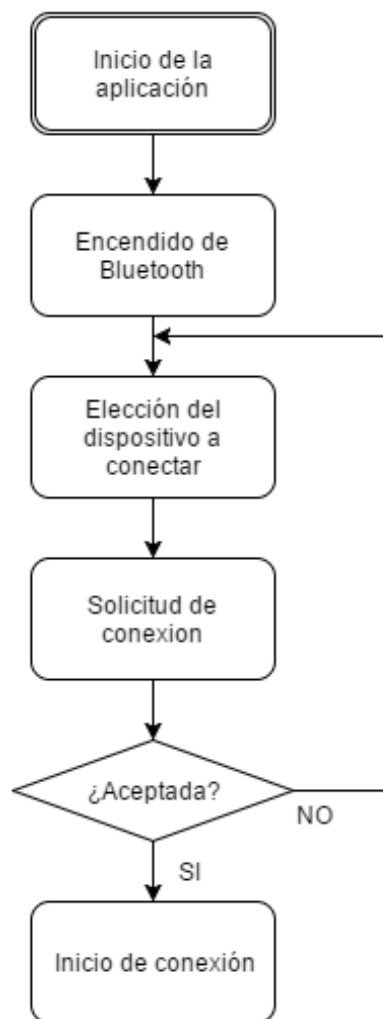 Inicio de la
aplicación
Encendido de
Bluetooth
Elección del
dispositivo a
conectar
Solicitud de
conexion
¿Aceptada?
NO
SI
Inicio de conexión